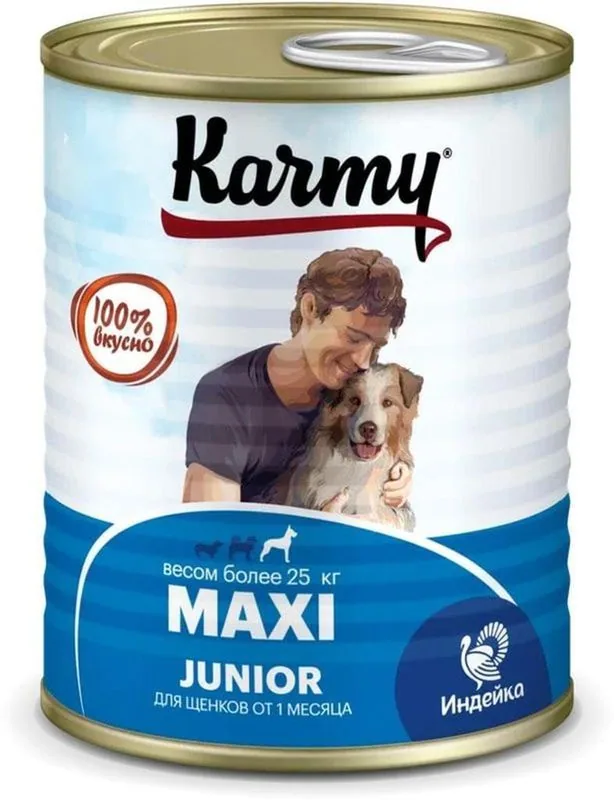 Karmy®
100%
вкусно
весом более 25 кг
MAXI
JUNIOR
ДЛЯ ЩЕНКОВ ОТ 1 МЕСЯЦА
Индейка